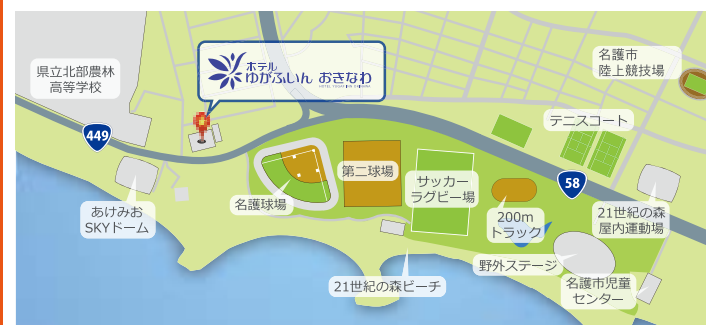 県立北部農林
高等学校
ホテル
ゆがふいん おきなわ
HOTEL YUGAF INN OKINAWA
名護市
陸上競技場
449
テニスコート
第二球場
サッカー
ラグビー場
58
名護球場
あけみお
SKYドーム
200m
トラック
21世紀の森
屋内運動場
野外ステージ
21世紀の森ビーチ
名護市児童
センター